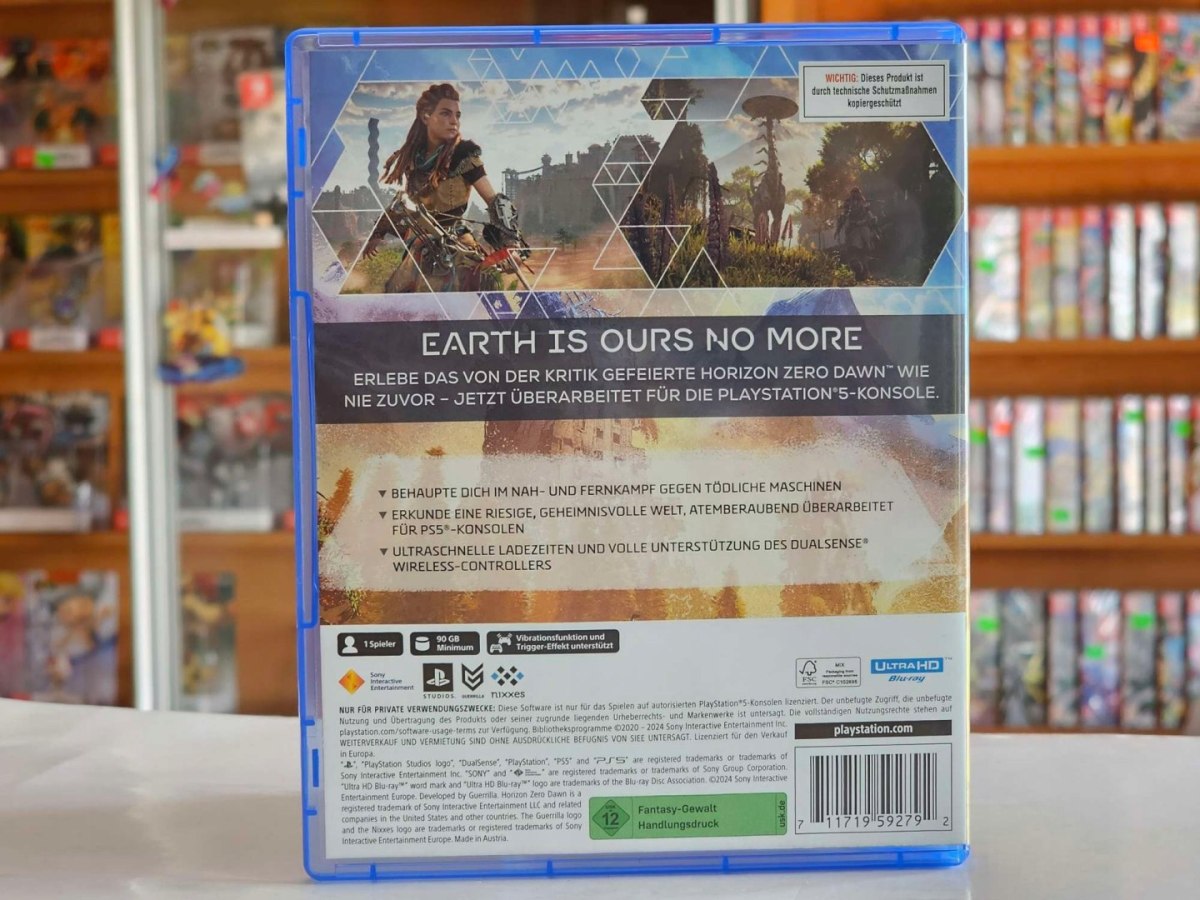 WICHTIG: Dieses Produkt ist
durch technische Schutzmaßnahmen
kopiergeschützt
EARTH IS OURS NO MORE
ERLEBE DAS VON DER KRITIK GEFEIERTE HORIZON ZERO DAWN™ WIE
NIE ZUVOR – JETZT ÜBERARBEITET FÜR DIE PLAYSTATION®5-KONSOLE.
▼ BEHAUPTE DICH IM NAH- UND FERNKAMPF GEGEN TÖDLICHE MASCHINEN
▼ ERKUNDE EINE RIESIGE, GEHEIMNISVOLLE WELT, ATEMBERAUBEND ÜBERARBEITET
FÜR PS5®-KONSOLEN
▼ ULTRASCHNELLE LADEZEITEN UND VOLLE UNTERSTÜTZUNG DES DUALSENSE®
WIRELESS-CONTROLLERS
1 Spieler
90 GB
Minimum
Vibrationsfunktion und
Trigger-Effekt unterstützt
Sony
Interactive
Entertainment
STUDIOS
GUERRILLA
nixxes
FSC
MIX
Packaging from
responsible sources
ULTRA HD
Blu-ray™
NUR FÜR PRIVATE VERWENDUNGSZWECKE: Diese Software ist nur für das Spielen auf autorisierten PlayStation®5-Konsolen lizenziert. Der unbefugte Zugriff, die unbefugte
Nutzung und Übertragung des Produkts oder seiner zugrunde liegenden Urheberrechts- und Markenwerke ist untersagt. Die vollständigen Nutzungsrechte stehen auf
playstation.com/software-usage-terms zur Verfügung. Bibliotheksprogramme ©2020 - 2024 Sony Interactive Entertainment Inc.
WEITERVERKAUF UND VERMIETUNG SIND OHNE AUSDRÜCKLICHE BEFUGNIS VON SIEE UNTERSAGT. Lizenziert für den Verkauf
in Europa.
playstation.com
", "PlayStation Studios logo", "DualSense", "PlayStation", "PS5" and "PS5" are registered trademarks or trademarks of
Sony Interactive Entertainment Inc. "SONY" and " " are registered trademarks or trademarks of Sony Group Corporation.
"Ultra HD Blu-ray™" word mark and "Ultra HD Blu-ray™" logo are trademarks of the Blu-ray Disc Association. ©2024 Sony Interactive
Entertainment Europe. Developed by Guerrilla. Horizon Zero Dawn is a
registered trademark of Sony Interactive Entertainment LLC and related
companies in the United States and other countries. The Guerrilla logo
and the Nixxes logo are trademarks or registered trademarks of Sony
Interactive Entertainment Europe. Made in Austria.
USK
12
Fantasy-Gewalt
Handlungsdruck
usk.de
7 11719 59279 2